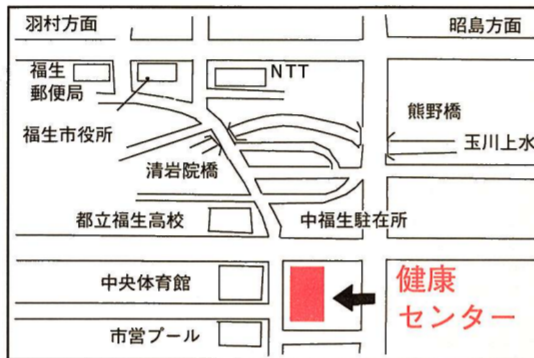 羽村方面
昭島方面
福生
郵便局
NTT
福生市役所
熊野橋
玉川上水
清岩院橋
都立福生高校
中福生駐在所
中央体育館
健康
センター
市営プール